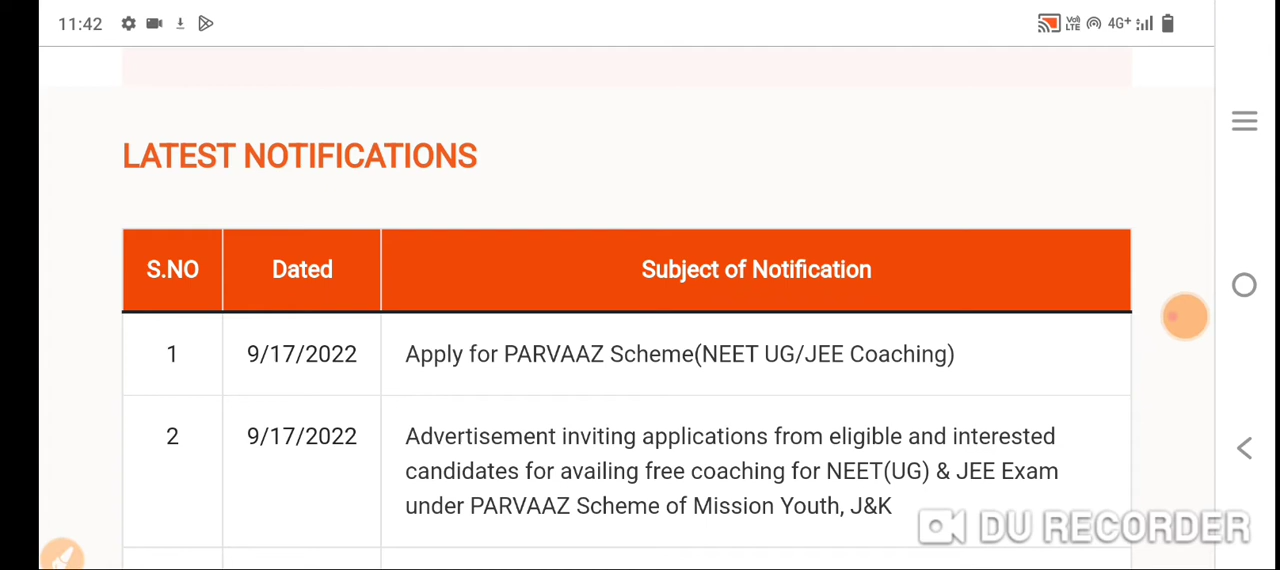 11:42
Vo) LTE 4G+
LATEST NOTIFICATIONS
S.NO Dated Subject of Notification
1 9/17/2022 Apply for PARVAAZ Scheme(NEET UG/JEE Coaching)
2 9/17/2022 Advertisement inviting applications from eligible and interested
candidates for availing free coaching for NEET(UG) & JEE Exam
under PARVAAZ Scheme of Mission Youth, J&K
DU RECORDER